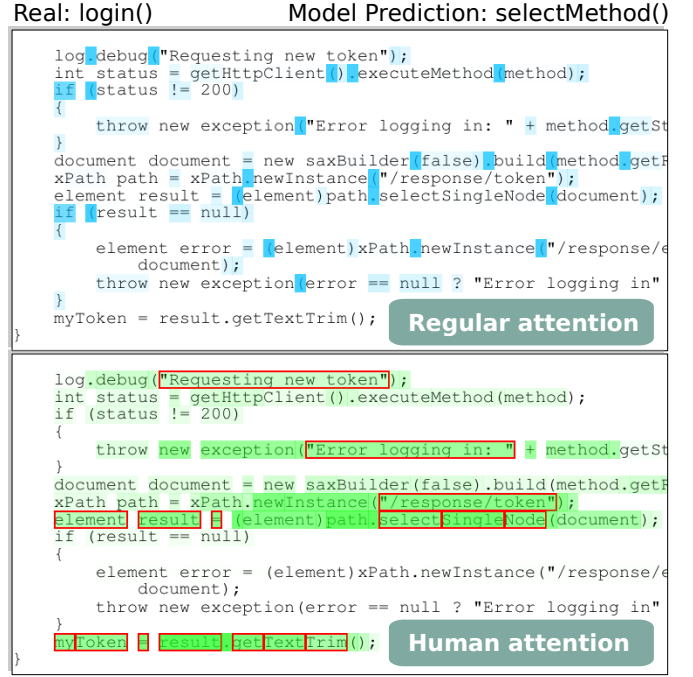 Real: login() Model Prediction: selectMethod()
log.debug("Requesting new token");
int status = getHttpClient().executeMethod(method);
if (status != 200)
{
throw new exception("Error logging in: " + method.getSt
}
document document = new saxBuilder(false).build(method.getR
xPath path = xPath.newInstance("/response/token");
element result = (element)path.selectSingleNode(document);
if (result == null)
{
element error = (element)xPath.newInstance("/response/e
document);
throw new exception(error == null ? "Error logging in"
}
myToken = result.getTextTrim();
}
Regular attention
log.debug("Requesting new token");
int status = getHttpClient().executeMethod(method);
if (status != 200)
{
throw new exception("Error logging in: " + method.getSt
}
document document = new saxBuilder(false).build(method.getR
xPath path = xPath.newInstance("/response/token");
element result = (element)path.selectSingleNode(document);
if (result == null)
{
element error = (element)xPath.newInstance("/response/e
document);
throw new exception(error == null ? "Error logging in"
}
myToken = result.getTextTrim();
}
Human attention